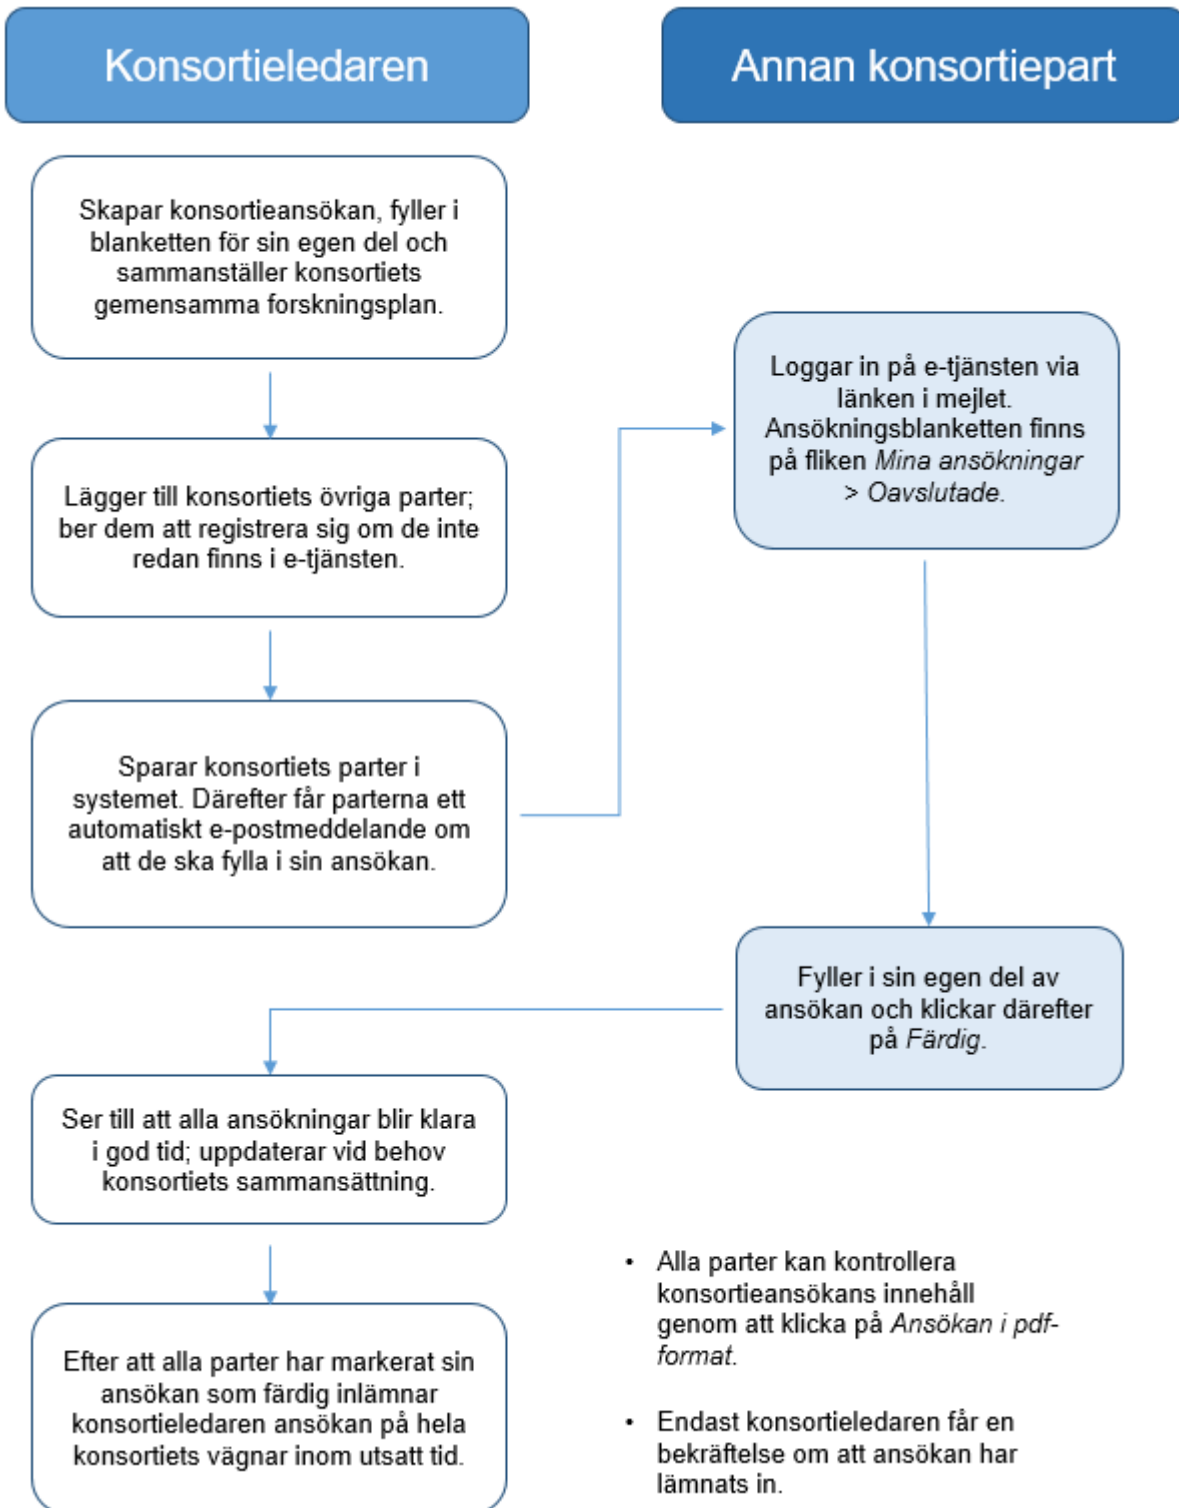 Konsortieledaren
Annan konsortiepart
Skapar konsortieansökan, fyller i
blanketten för sin egen del och
sammanställer konsortiets
gemensamma forskningsplan.
Lägger till konsortiets övriga parter;
ber dem att registrera sig om de inte
redan finns i e-tjänsten.
Sparar konsortiets parter i
systemet. Därefter får parterna ett
automatiskt e-postmeddelande om
att de ska fylla i sin ansökan.
Loggar in på e-tjänsten via
länken i mejlet.
Ansökningsblanketten finns
på fliken Mina ansökningar
> Oavslutade.
Fyller i sin egen del av
ansökan och klickar därefter
på Färdig.
Ser till att alla ansökningar blir klara
i god tid; uppdaterar vid behov
konsortiets sammansättning.
Efter att alla parter har markerat sin
ansökan som färdig inlämnar
konsortieledaren ansökan på hela
konsortiets vägnar inom utsatt tid.
• Alla parter kan kontrollera
konsortieansökans innehåll
genom att klicka på Ansökan i pdf-
format.
• Endast konsortieledaren får en
bekräftelse om att ansökan har
lämnats in.